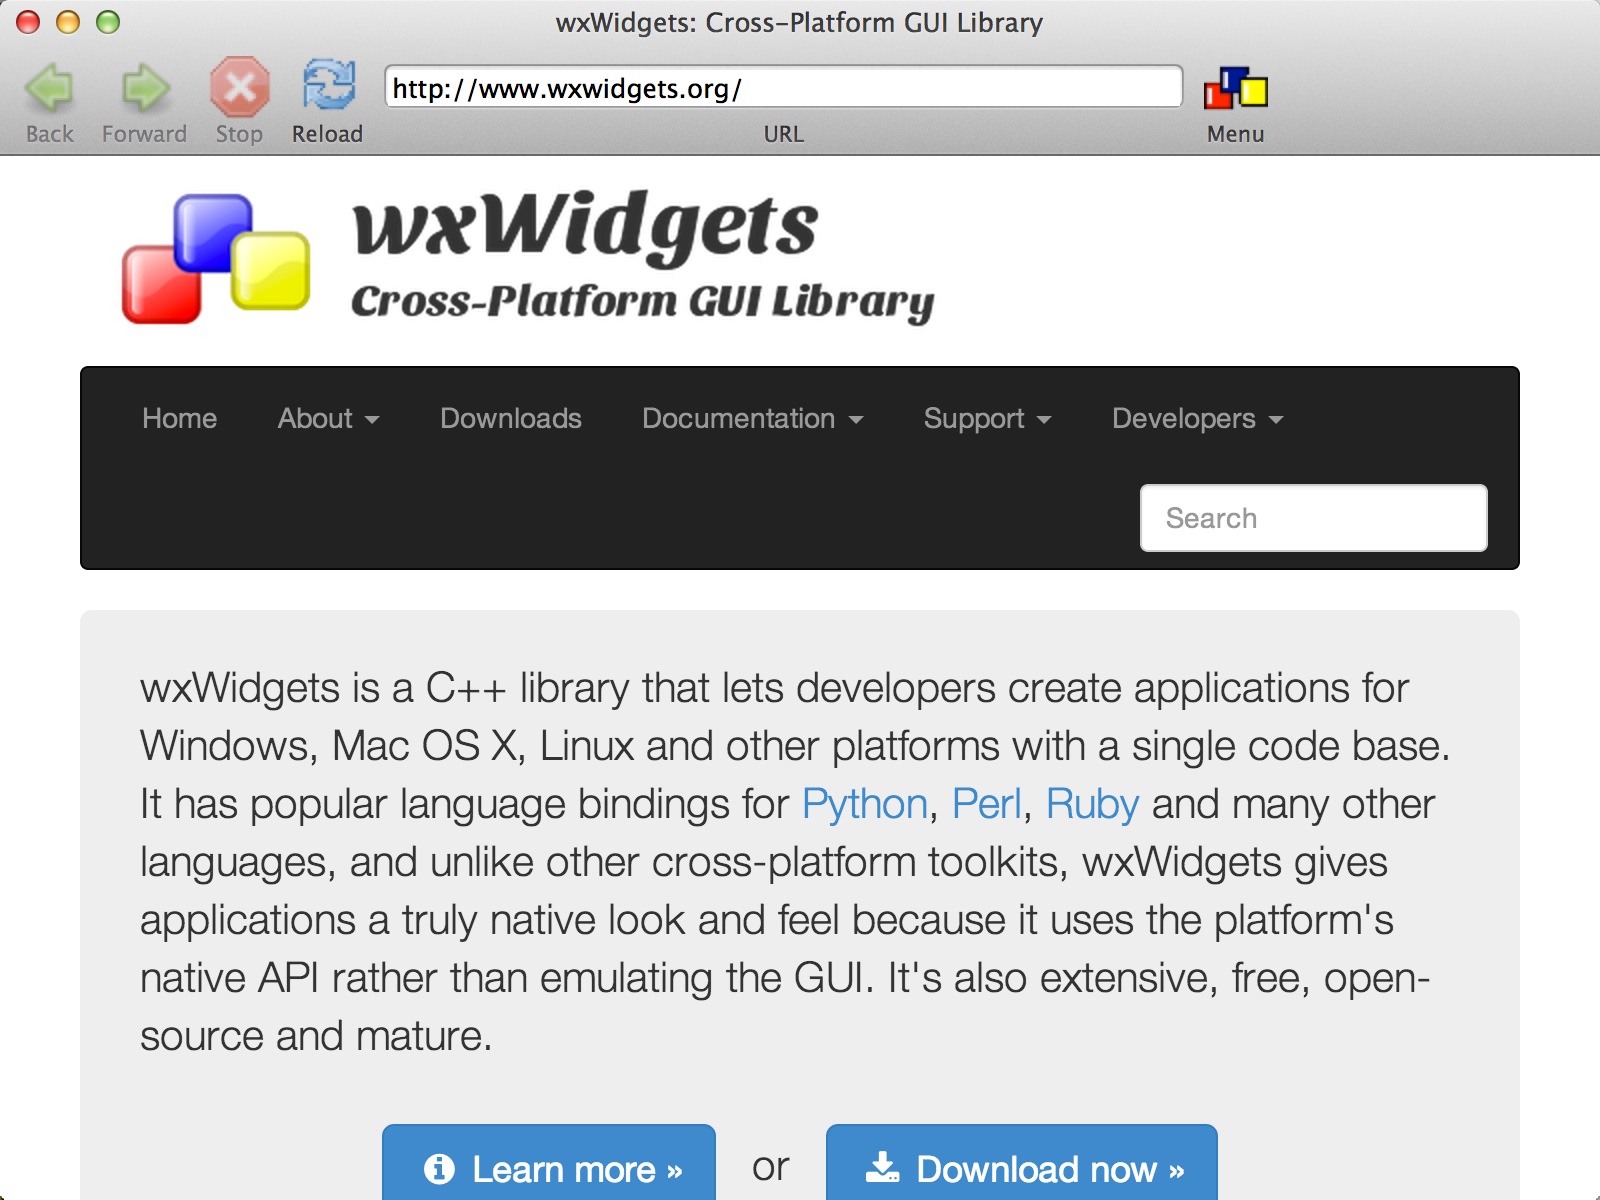 wxWidgets: Cross-Platform GUI Library
Back Forward Stop Reload http://www.wxwidgets.org/ URL Menu
wxWidgets
Cross-Platform GUI Library
Home About Downloads Documentation Support Developers
Search
wxWidgets is a C++ library that lets developers create applications for
Windows, Mac OS X, Linux and other platforms with a single code base.
It has popular language bindings for Python, Perl, Ruby and many other
languages, and unlike other cross-platform toolkits, wxWidgets gives
applications a truly native look and feel because it uses the platform's
native API rather than emulating the GUI. It's also extensive, free, open-
source and mature.
Learn more » or Download now »